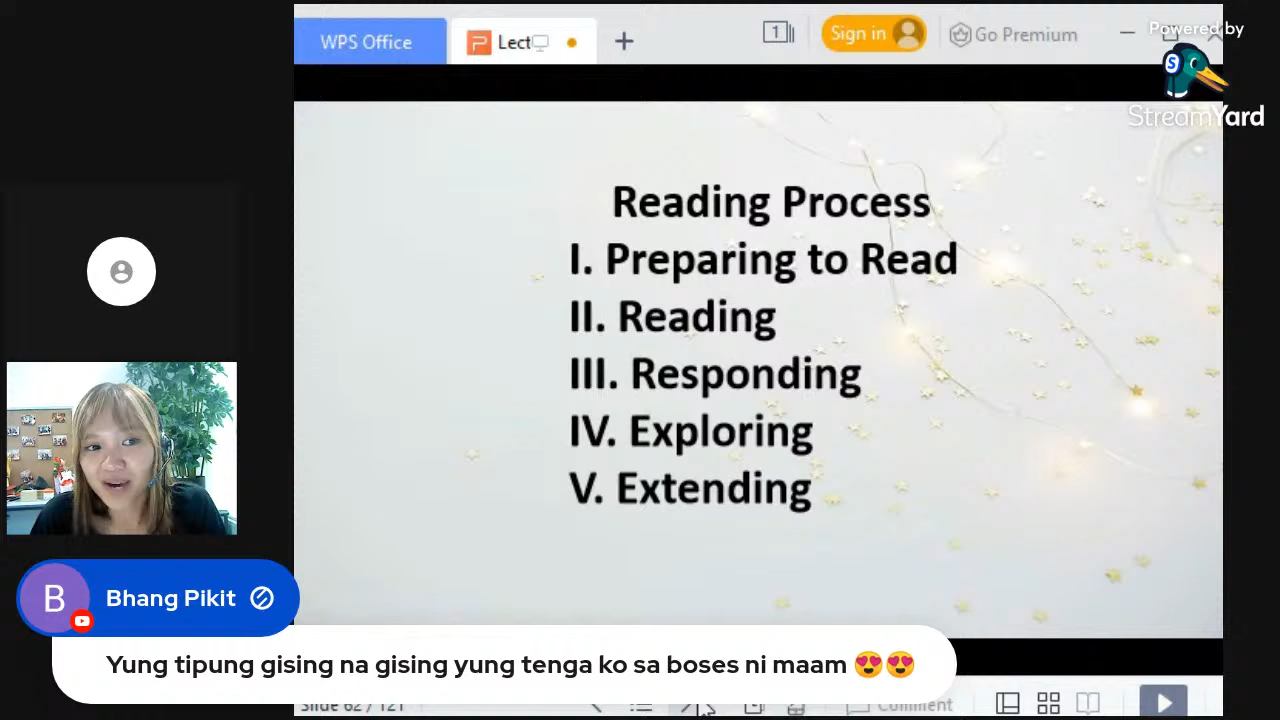 WPS Office
Lect
1
Sign in
Go Premium
Powered by
StreamYard
Reading Process
I. Preparing to Read
II. Reading
III. Responding
IV. Exploring
V. Extending
B
Bhang Pikit
Yung tipung gising na gising yung tenga ko sa boses ni maam 😍😍
Slide 62 / 121
Comment